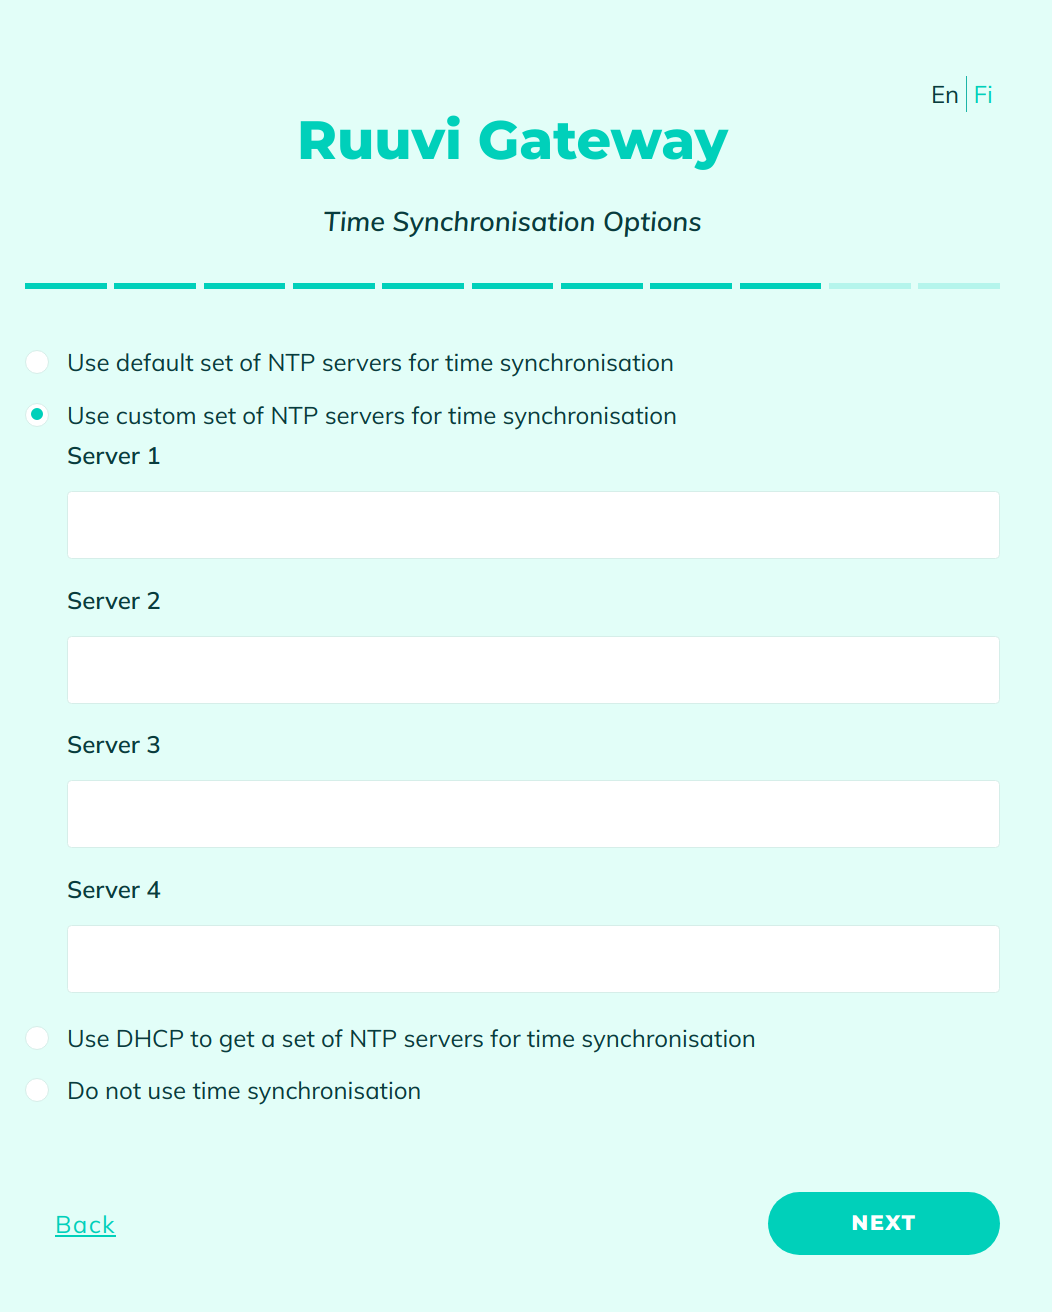 En Fi
Ruuvi Gateway
Time Synchronisation Options
Use default set of NTP servers for time synchronisation
Use custom set of NTP servers for time synchronisation
Server 1
Server 2
Server 3
Server 4
Use DHCP to get a set of NTP servers for time synchronisation
Do not use time synchronisation
Back NEXT